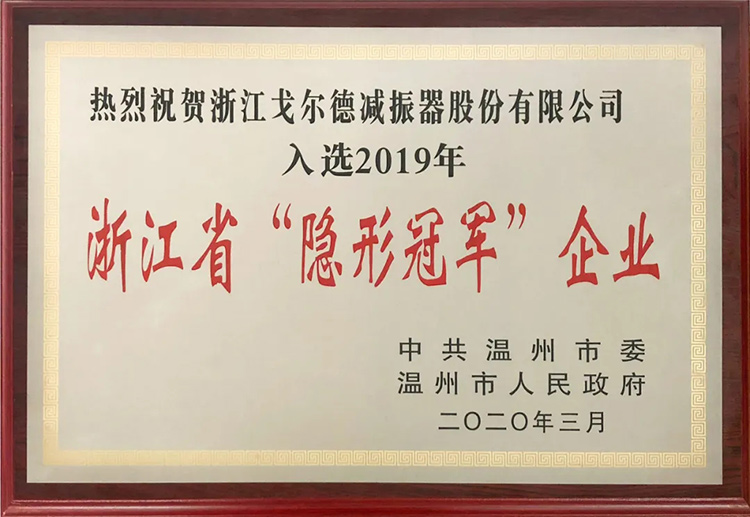 热烈祝贺浙江戈尔德减振器股份有限公司
入选2019年
浙江省“隐形冠军”企业
中共温州市委
温州市人民政府
二〇二〇年三月